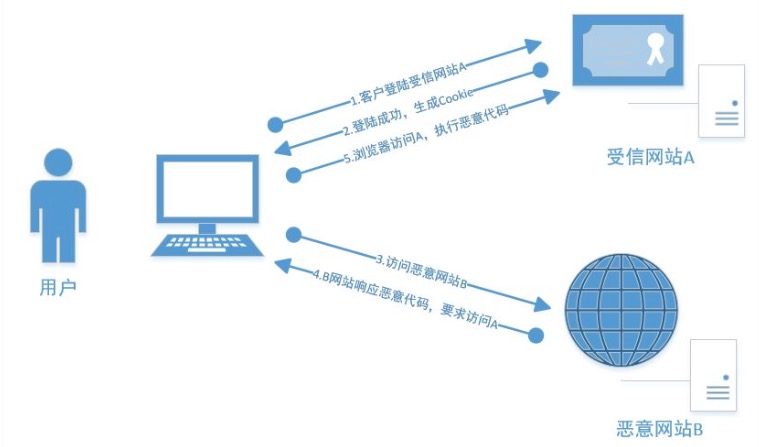 1.客户登陆受信网站A
2.登陆成功，生成Cookie
5.浏览器访问A，执行恶意代码
受信网站A
用户
3.访问恶意网站B
4.B网站响应恶意代码，要求访问A
恶意网站B